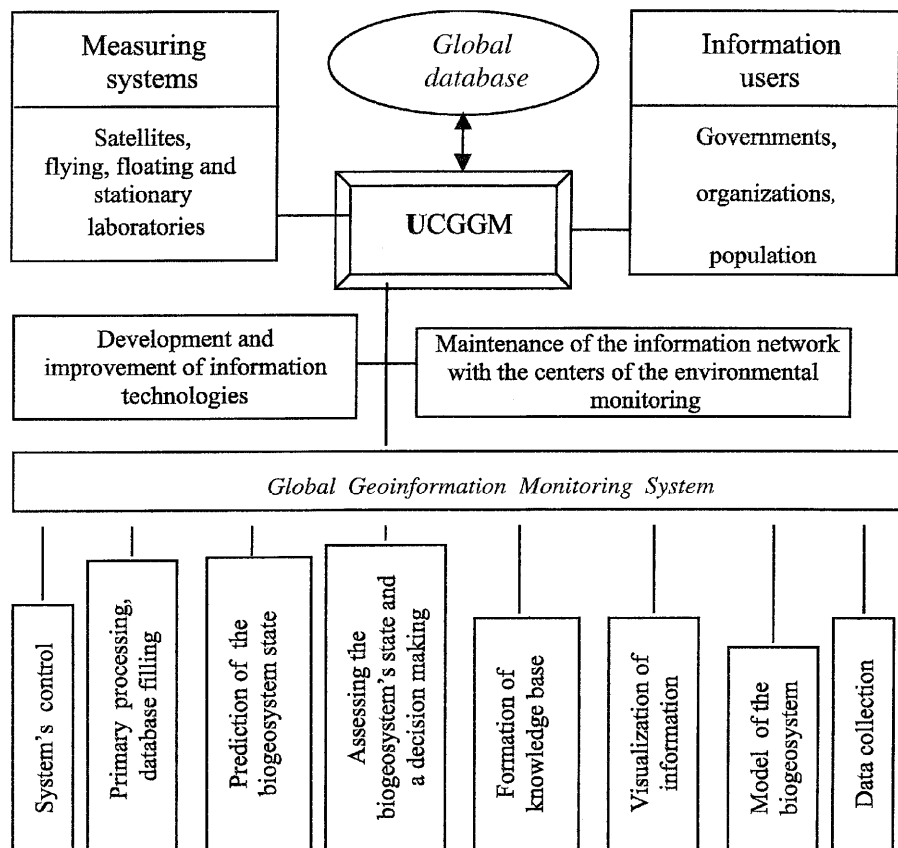 Measuring
systems
Satellites,
flying, floating and
stationary
laboratories
Global
database
Information
users
Governments,
organizations,
population
UCGGM
Development and
improvement of information
technologies
Maintenance of the information network
with the centers of the environmental
monitoring
Global Geoinformation Monitoring System
System's control
Primary processing,
database filling
Prediction of the
biogeosystem state
Assessing the
biogeosystem's state and
a decision making
Formation of
knowledge base
Visualization of
information
Model of the
biogeosystem
Data collection